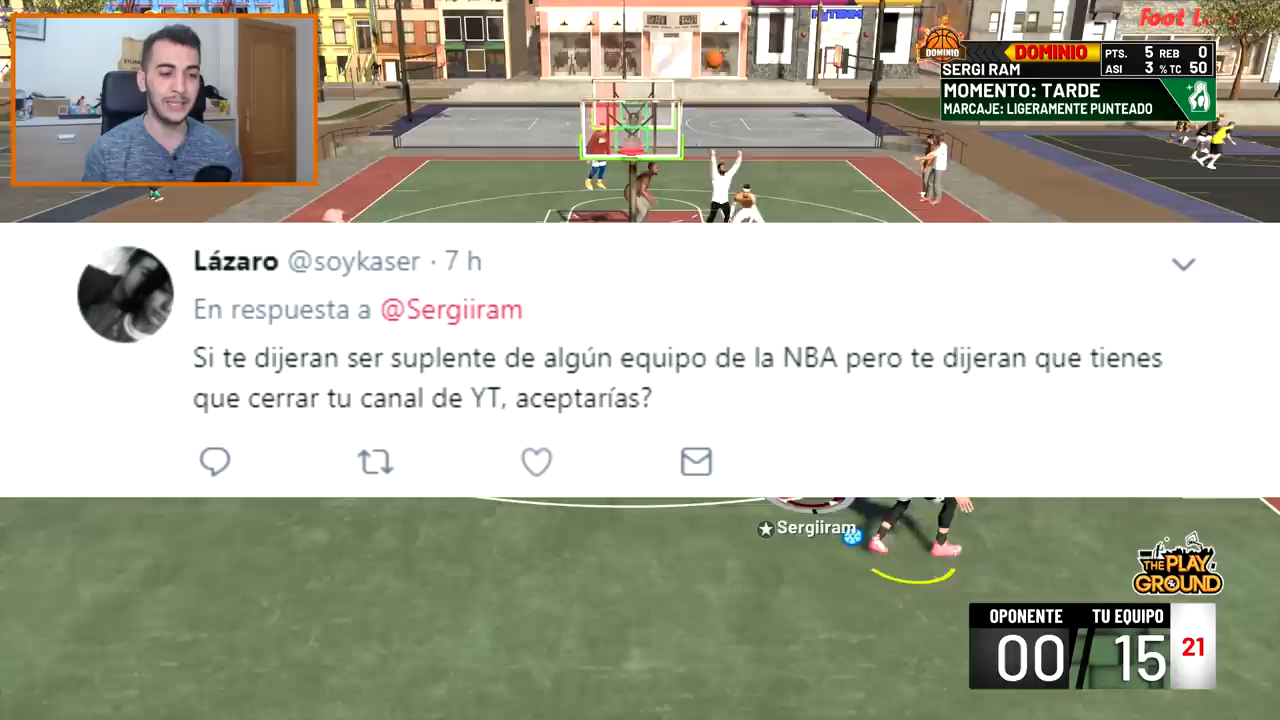 Foot L
DOMINIO
DOMINIO
PTS. 5 REB 0
SERGI RAM
ASI 3 % TC 50
MOMENTO: TARDE
MARCAJE: LIGERAMENTE PUNTEADO
Lázaro @soykaser · 7 h
En respuesta a @Sergiiram
Si te dijeran ser suplente de algún equipo de la NBA pero te dijeran que tienes
que cerrar tu canal de YT, aceptarías?
Sergiiram
THE PLAY
GROUND
OPONENTE TU EQUIPO
00 15 21